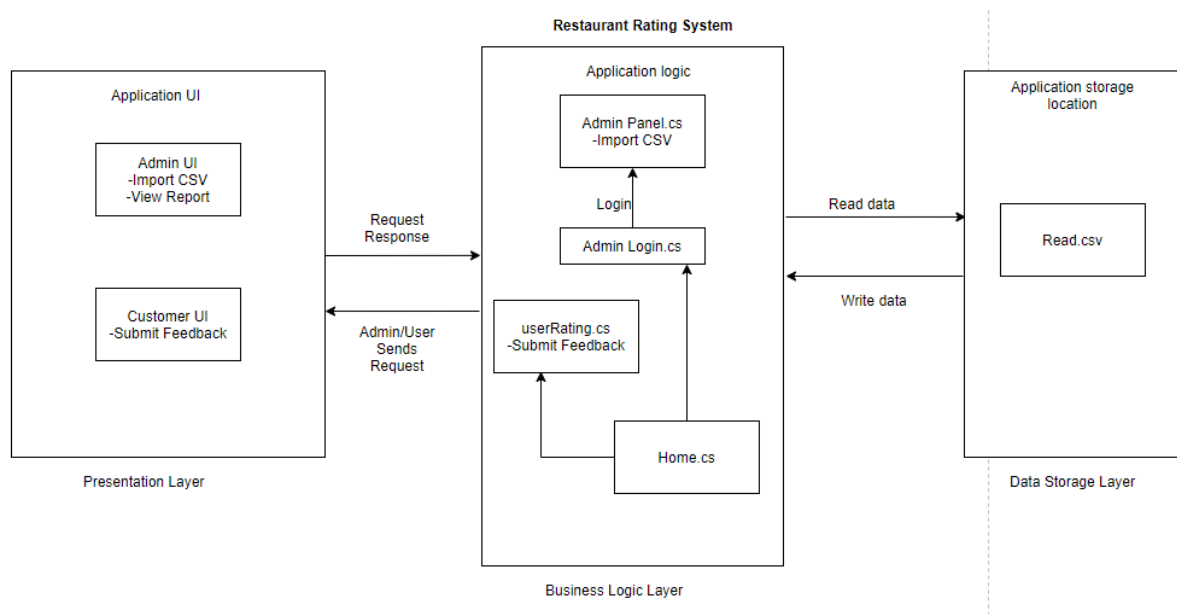 Restaurant Rating System
Application UI
Admin UI
-Import CSV
-View Report
Customer UI
-Submit Feedback
Presentation Layer
Request
Response
Admin/User
Sends
Request
Application logic
Admin Panel.cs
-Import CSV
Login
Admin Login.cs
userRating.cs
-Submit Feedback
Home.cs
Business Logic Layer
Read data
Write data
Application storage
location
Read.csv
Data Storage Layer